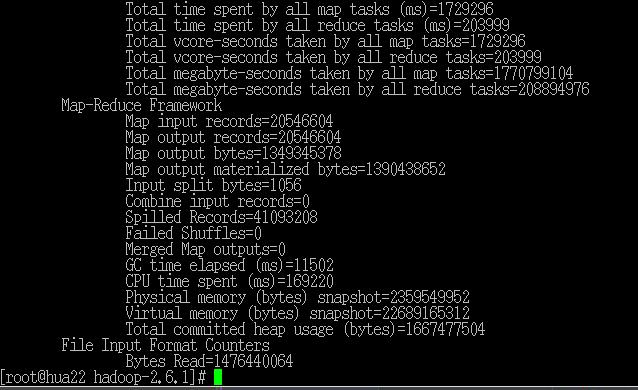 Total time spent by all map tasks (ms)=1729296
Total time spent by all reduce tasks (ms)=203999
Total vcore-seconds taken by all map tasks=1729296
Total vcore-seconds taken by all reduce tasks=203999
Total megabyte-seconds taken by all map tasks=1770799104
Total megabyte-seconds taken by all reduce tasks=208894976
Map-Reduce Framework
Map input records=20546604
Map output records=20546604
Map output bytes=1349345378
Map output materialized bytes=1390438652
Input split bytes=1056
Combine input records=0
Spilled Records=41093208
Failed Shuffles=0
Merged Map outputs=0
GC time elapsed (ms)=11502
CPU time spent (ms)=169220
Physical memory (bytes) snapshot=2359549952
Virtual memory (bytes) snapshot=22689165312
Total committed heap usage (bytes)=1667477504
File Input Format Counters
Bytes Read=1476440064
[root@hua22 hadoop-2.6.1]#